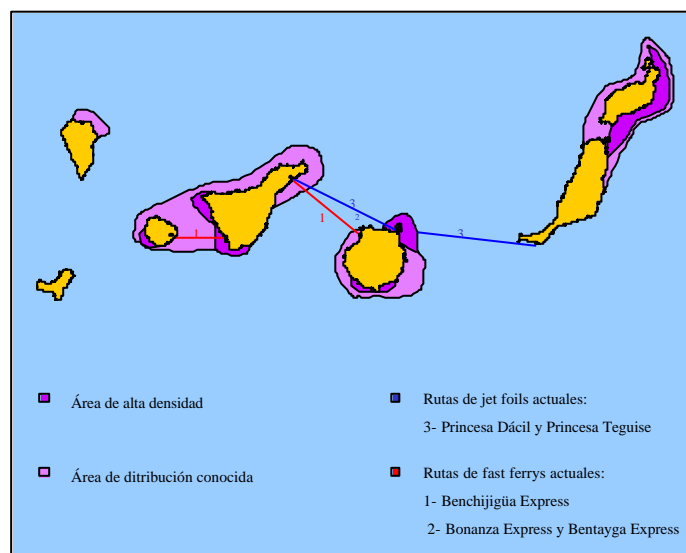 3
1
2
3
1
Área de alta densidad
Área de ditribución conocida
Rutas de jet foils actuales:
3- Princesa Dácil y Princesa Teguise
Rutas de fast ferrys actuales:
1- Benchijigüa Express
2- Bonanza Express y Bentayga Express